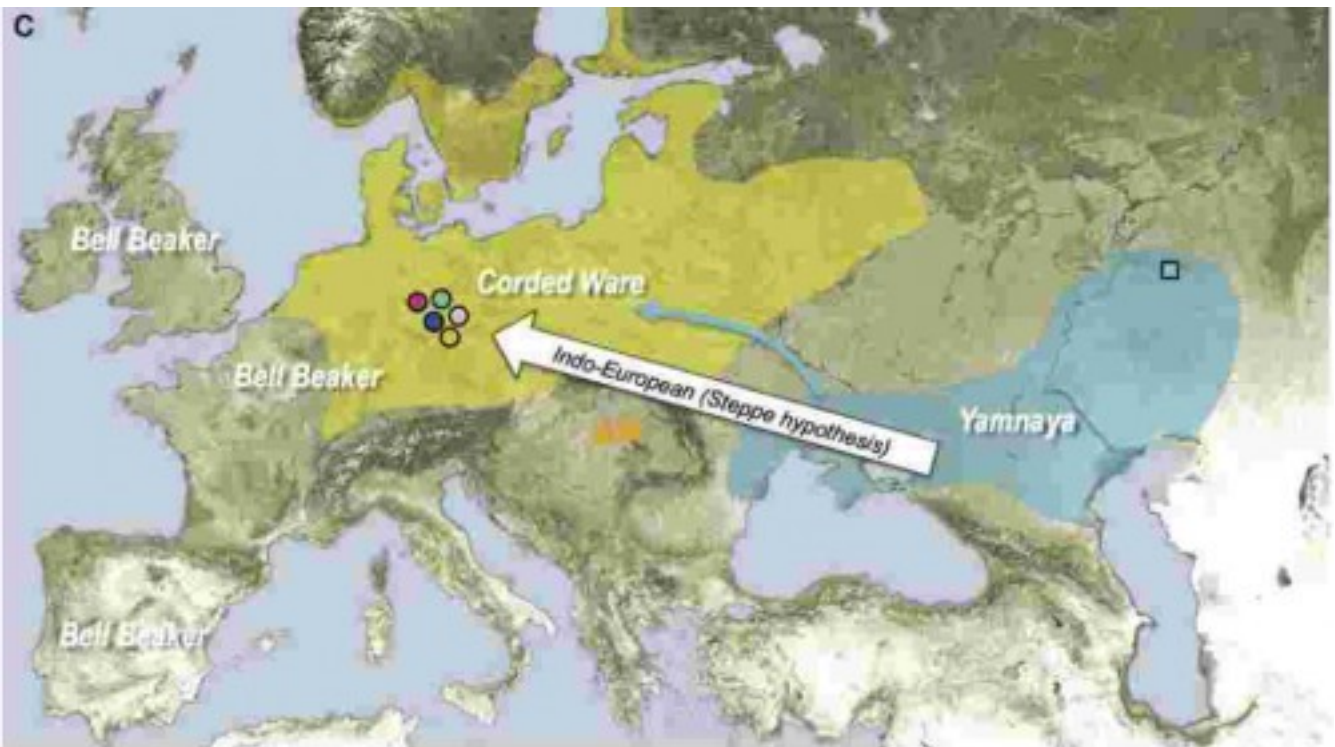 C
Bell Beaker
Corded Ware
Bell Beaker
Indo-European (Steppe hypothesis)
Yamnaya
Bell Beaker